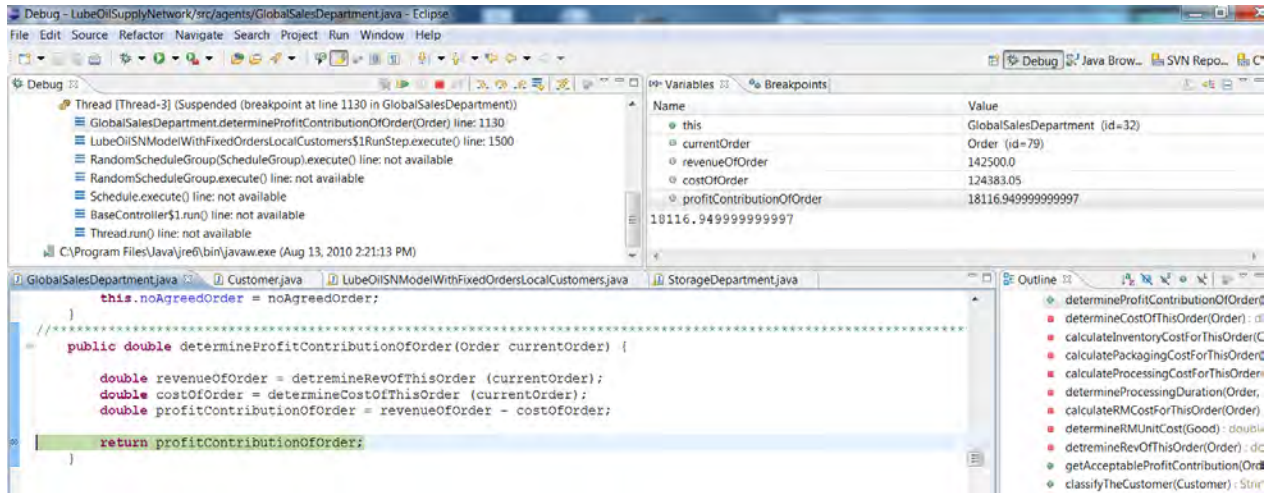 Debug - LubeOilSupplyNetwork/src/agents/GlobalSalesDepartment.java - Eclipse
File Edit Source Refactor Navigate Search Project Run Window Help
Debug Java Brow... SVN Repo...
Debug
Thread [Thread-3] (Suspended (breakpoint at line 1130 in GlobalSalesDepartment))
GlobalSalesDepartment.determineProfitContributionOfOrder(Order) line: 1130
LubeOilSNModelWithFixedOrdersLocalCustomers$1RunStep.execute() line: 1500
RandomScheduleGroup(ScheduleGroup).execute() line: not available
RandomScheduleGroup.execute() line: not available
Schedule.execute() line: not available
BaseController$1.run() line: not available
Thread.run() line: not available
C:\Program Files\Java\jre6\bin\javaw.exe (Aug 13, 2010 2:21:13 PM)
Variables Breakpoints
Name Value
this GlobalSalesDepartment (id=32)
currentOrder Order (id=79)
revenueOfOrder 142500.0
costOfOrder 124383.05
profitContributionOfOrder 18116.949999999997
18116.949999999997
GlobalSalesDepartment.java Customer.java LubeOilSNModelWithFixedOrdersLocalCustomers.java StorageDepartment.java
this.noAgreedOrder = noAgreedOrder;
}
public double determineProfitContributionOfOrder(Order currentOrder) {
double revenueOfOrder = detremineRevOfThisOrder (currentOrder);
double costOfOrder = determineCostOfThisOrder (currentOrder);
double profitContributionOfOrder = revenueOfOrder - costOfOrder;
return profitContributionOfOrder;
}
Outline
determineProfitContributionOfOrder(
determineCostOfThisOrder(Order) : d
calculateInventoryCostForThisOrder(C
calculatePackagingCostForThisOrder
calculateProcessingCostForThisOrder
determineProcessingDuration(Order,
calculateRMCostForThisOrder(Order)
determineRMUnitCost(Good) : doubl
detremineRevOfThisOrder(Order) : dc
getAcceptableProfitContribution(Ord
classifyTheCustomer(Customer) : Strin